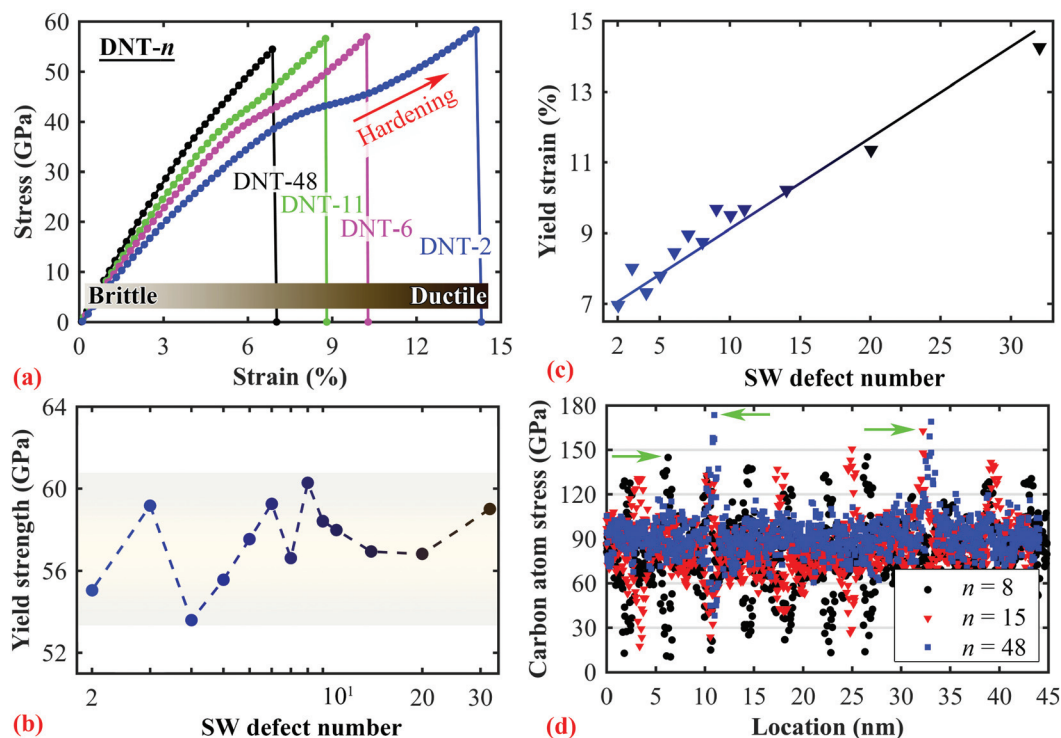 DNT-n
Stress (GPa)
60
50
40
30
20
10
0
Hardening
DNT-48
DNT-11
DNT-6
DNT-2
Brittle
Ductile
0 3 6 9 12 15
(a)
Strain (%)
Yield strain (%)
15
13
11
9
7
2 5 10 15 20 25 30
SW defect number
(c)
Yield strength (GPa)
64
60
56
52
2 10¹ 20 30
SW defect number
(b)
Carbon atom stress (GPa)
180
150
120
90
60
30
0
n = 8
n = 15
n = 48
0 5 10 15 20 25 30 35 40 45
(d)
Location (nm)